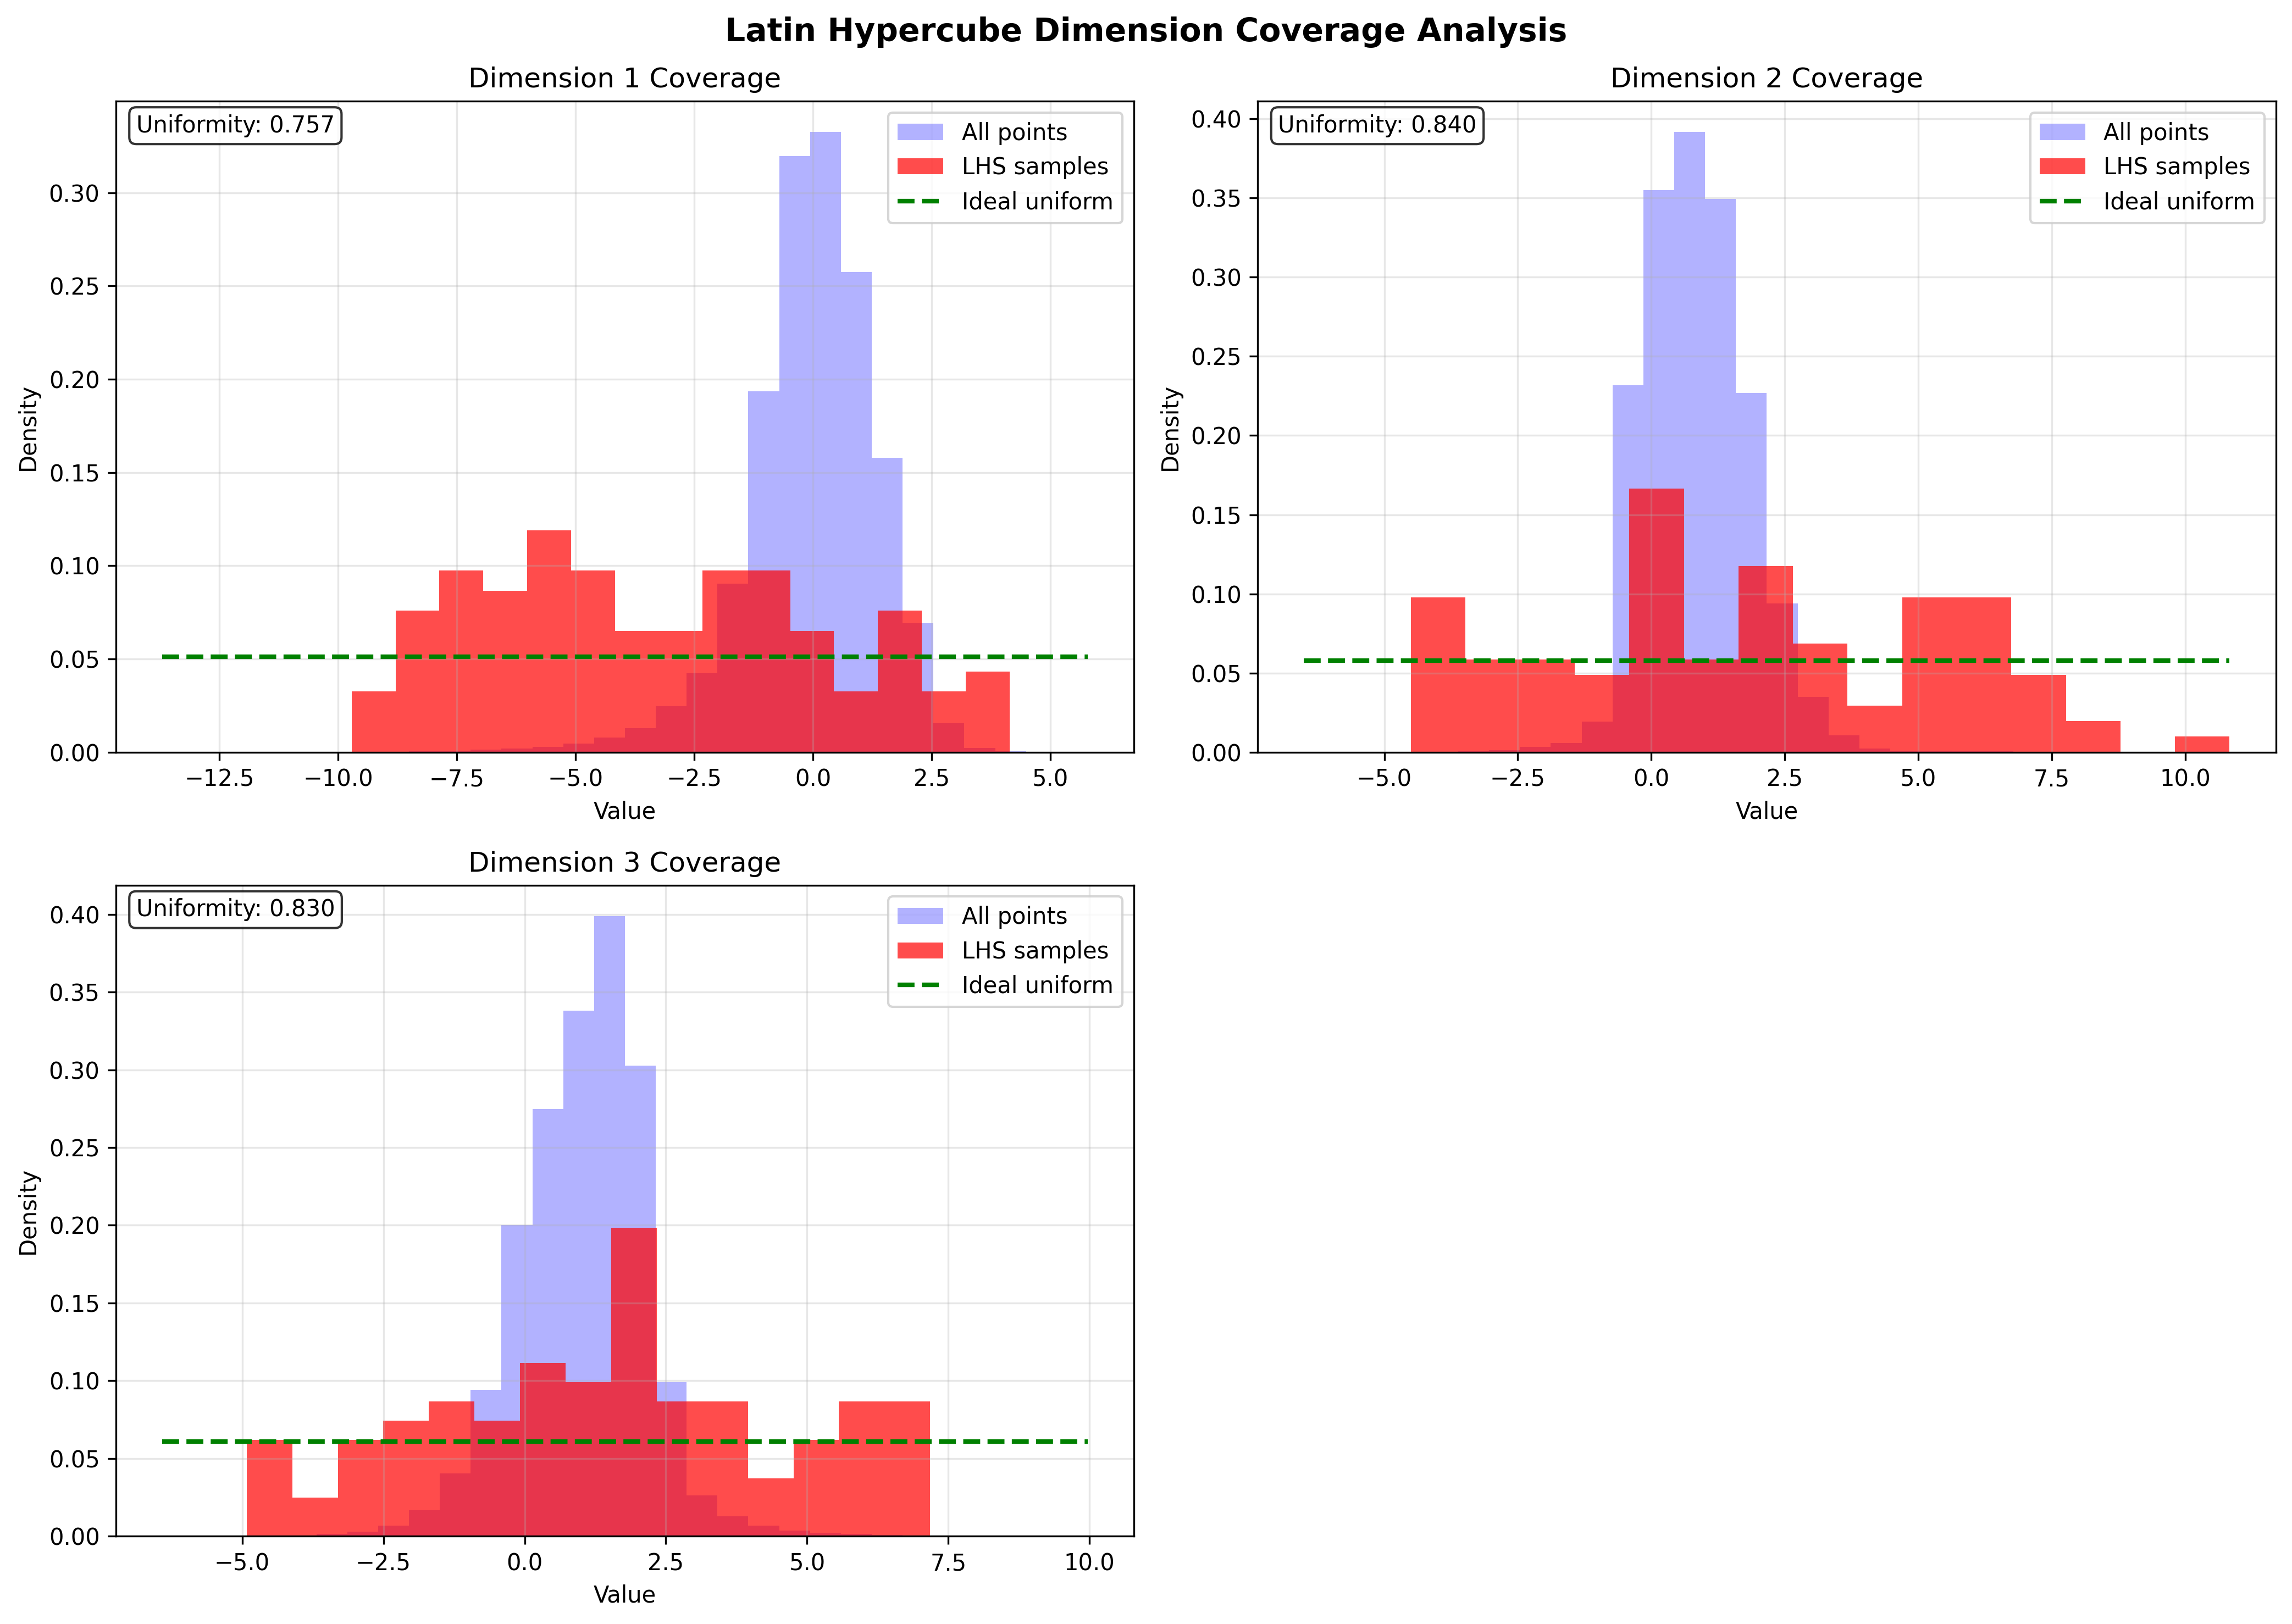 Latin Hypercube Dimension Coverage Analysis
Dimension 1 Coverage
Uniformity: 0.757
All points
LHS samples
Ideal uniform
Density
0.30
0.25
0.20
0.15
0.10
0.05
0.00
−12.5 −10.0 −7.5 −5.0 −2.5 0.0 2.5 5.0
Value
Dimension 2 Coverage
Uniformity: 0.840
All points
LHS samples
Ideal uniform
Density
0.40
0.35
0.30
0.25
0.20
0.15
0.10
0.05
0.00
−5.0 −2.5 0.0 2.5 5.0 7.5 10.0
Value
Dimension 3 Coverage
Uniformity: 0.830
All points
LHS samples
Ideal uniform
Density
0.40
0.35
0.30
0.25
0.20
0.15
0.10
0.05
0.00
−5.0 −2.5 0.0 2.5 5.0 7.5 10.0
Value